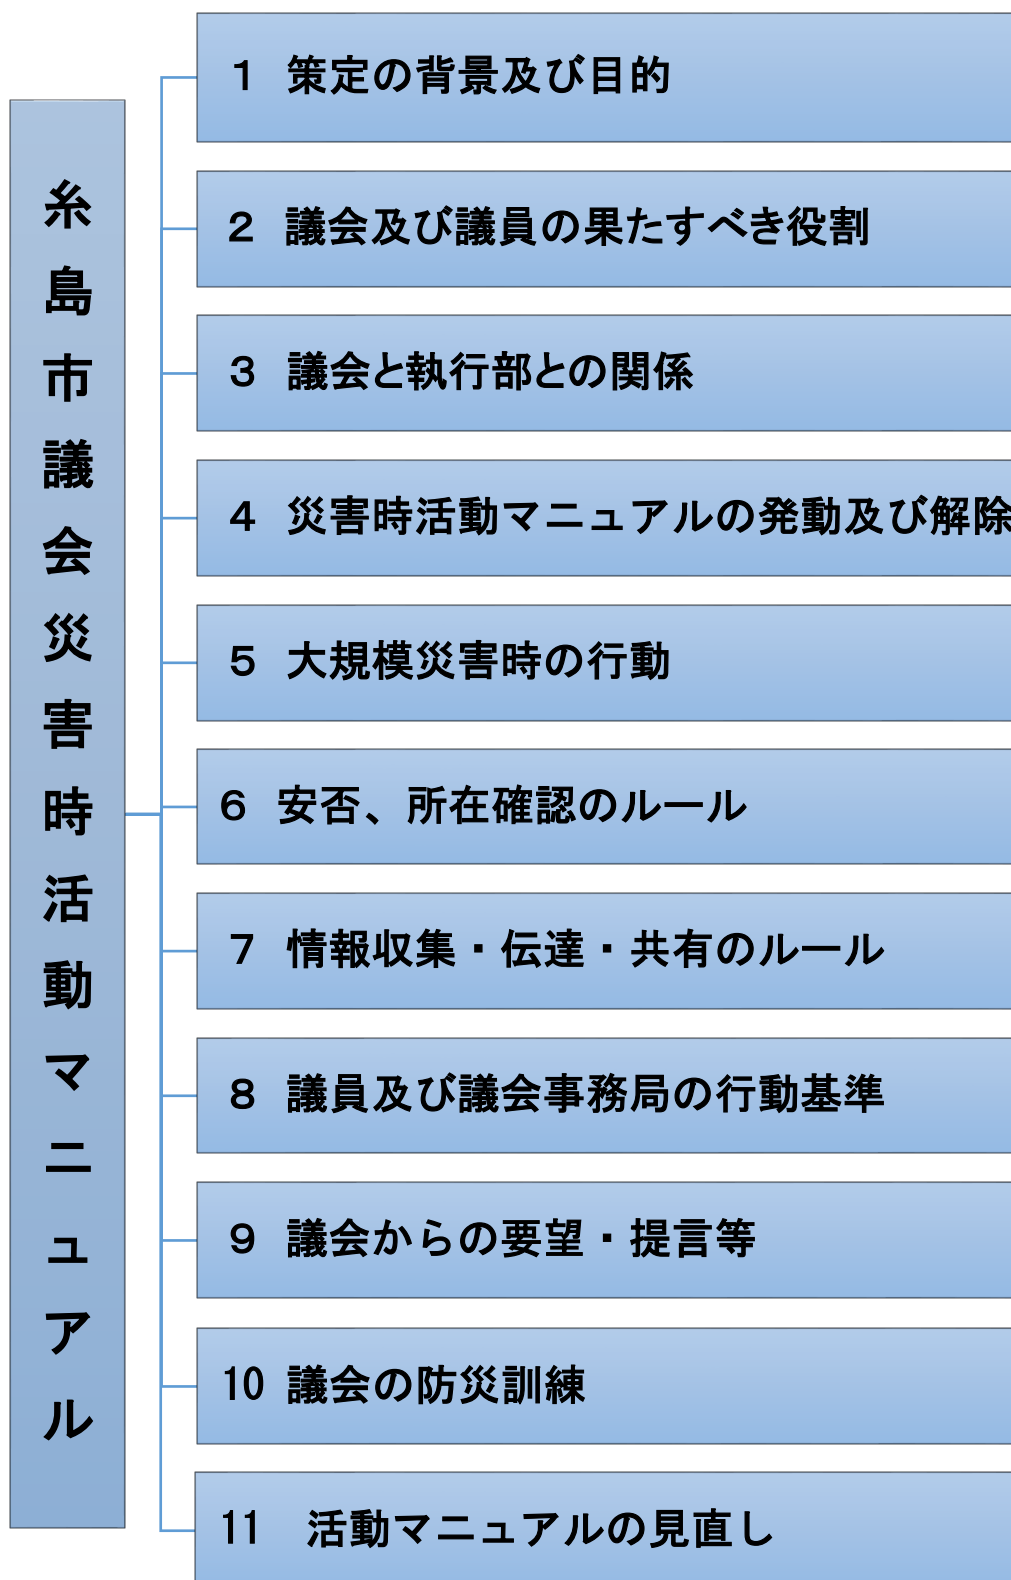 糸島市議会災害時活動マニュアル
１　策定の背景及び目的
２　議会及び議員の果たすべき役割
３　議会と執行部との関係
４　災害時活動マニュアルの発動及び解除
５　大規模災害時の行動
６　安否、所在確認のルール
７　情報収集・伝達・共有のルール
８　議員及び議会事務局の行動基準
９　議会からの要望・提言等
10 議会の防災訓練
11　活動マニュアルの見直し